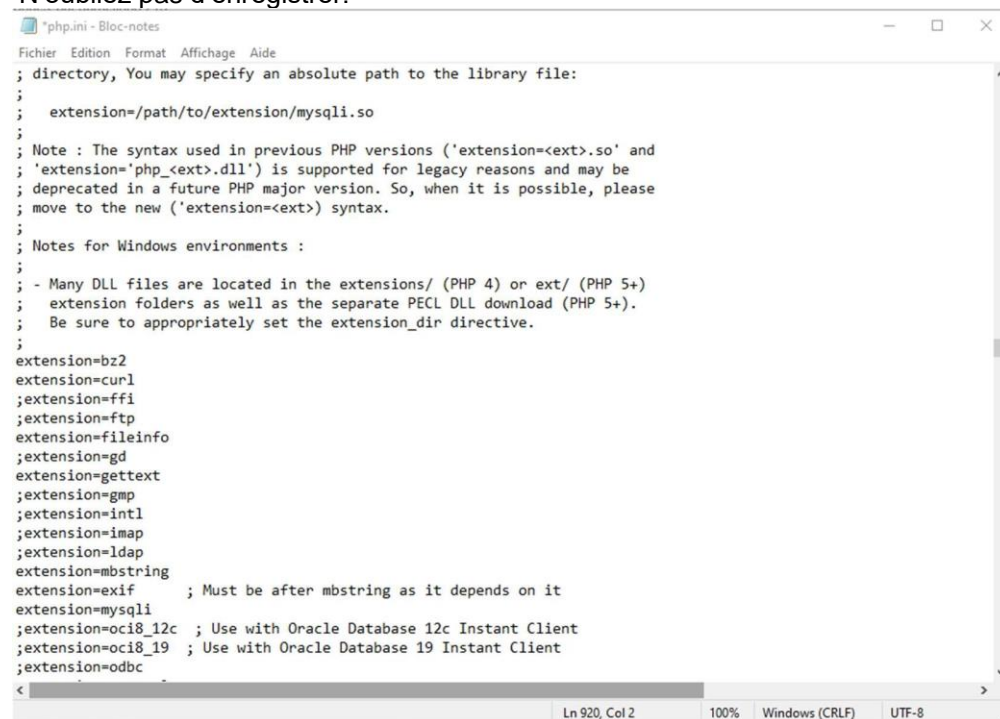 N'oubliez pas d'enregistrer.
*php.ini - Bloc-notes
Fichier Edition Format Affichage Aide
; directory, You may specify an absolute path to the library file:
;
;   extension=/path/to/extension/mysqli.so
;
; Note : The syntax used in previous PHP versions ('extension=<ext>.so' and
; 'extension='php_<ext>.dll') is supported for legacy reasons and may be
; deprecated in a future PHP major version. So, when it is possible, please
; move to the new ('extension=<ext>) syntax.
;
; Notes for Windows environments :
;
; - Many DLL files are located in the extensions/ (PHP 4) or ext/ (PHP 5+)
;   extension folders as well as the separate PECL DLL download (PHP 5+).
;   Be sure to appropriately set the extension_dir directive.
;
extension=bz2
extension=curl
;extension=ffi
;extension=ftp
extension=fileinfo
;extension=gd
extension=gettext
;extension=gmp
;extension=intl
;extension=imap
;extension=ldap
extension=mbstring
extension=exif      ; Must be after mbstring as it depends on it
extension=mysqli
;extension=oci8_12c  ; Use with Oracle Database 12c Instant Client
;extension=oci8_19  ; Use with Oracle Database 19 Instant Client
;extension=odbc
Ln 920, Col 2 100% Windows (CRLF) UTF-8